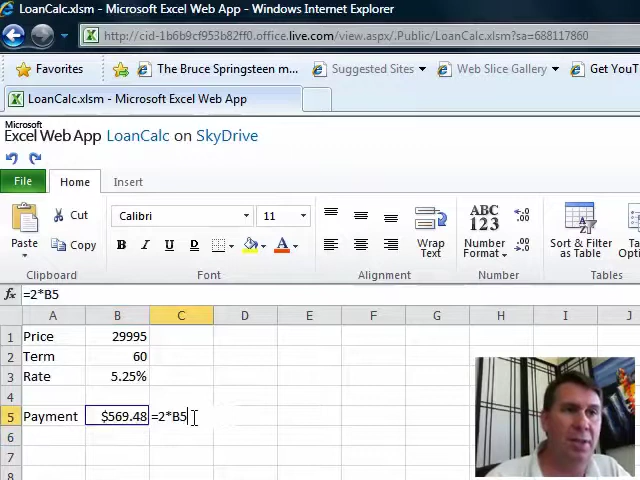 LoanCalc.xlsm - Microsoft Excel Web App - Windows Internet Explorer
http://cid-1b6b9cf953b82ff0.office.live.com/view.aspx/.Public/LoanCalc.xlsm?sa=688117860
Favorites The Bruce Springsteen m... Suggested Sites Web Slice Gallery Get YouT
LoanCalc.xlsm - Microsoft Excel Web App
Microsoft
Excel Web App LoanCalc on SkyDrive
File Home Insert
Paste Cut Copy Calibri 11 B I U D A Wrap Text ABC 123 Number Format .0 .00 Sort & Filter as Table
Clipboard Font Alignment Number Tables
fx =2*B5
A B C D E F G H I J
1 Price 29995
2 Term 60
3 Rate 5.25%
4
5 Payment $569.48 =2*B5
6
7
8